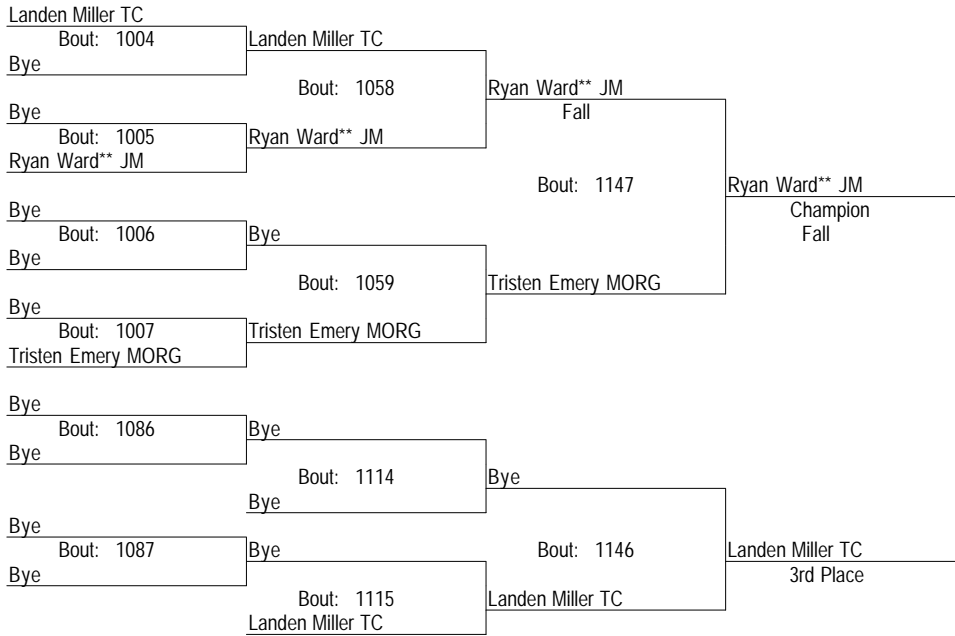 Landen Miller TC
Bout: 1004
Landen Miller TC
Bye
Bout: 1058
Ryan Ward** JM
Bye
Fall
Bout: 1005
Ryan Ward** JM
Ryan Ward** JM
Bout: 1147
Ryan Ward** JM
Bye
Champion
Bout: 1006
Bye
Fall
Bye
Bout: 1059
Tristen Emery MORG
Bye
Bout: 1007
Tristen Emery MORG
Tristen Emery MORG
Bye
Bout: 1086
Bye
Bye
Bout: 1114
Bye
Bye
Bye
Bout: 1087
Bye
Bout: 1146
Landen Miller TC
Bye
3rd Place
Bout: 1115
Landen Miller TC
Landen Miller TC